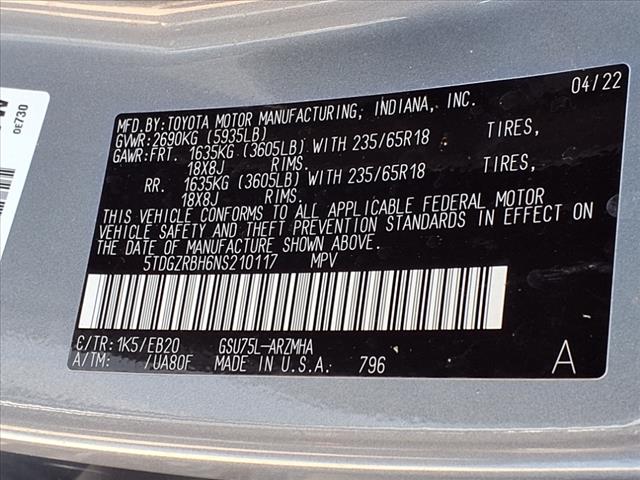 04/22
MFD.BY:TOYOTA MOTOR MANUFACTURING, INDIANA, INC.
GVWR:2690KG (5935LB)
GAWR:FRT. 1635KG (3605LB) WITH 235/65R18 TIRES,
18X8J RIMS.
RR. 1635KG (3605LB) WITH 235/65R18 TIRES,
18X8J RIMS.
THIS VEHICLE CONFORMS TO ALL APPLICABLE FEDERAL MOTOR
VEHICLE SAFETY AND THEFT PREVENTION STANDARDS IN EFFECT ON
THE DATE OF MANUFACTURE SHOWN ABOVE.
5TDGZRBH6NS210117 MPV
C/TR: 1K5/EB20 GSU75L-ARZMHA
A/TM: /UA80F MADE IN U.S.A. 796
A
OE730